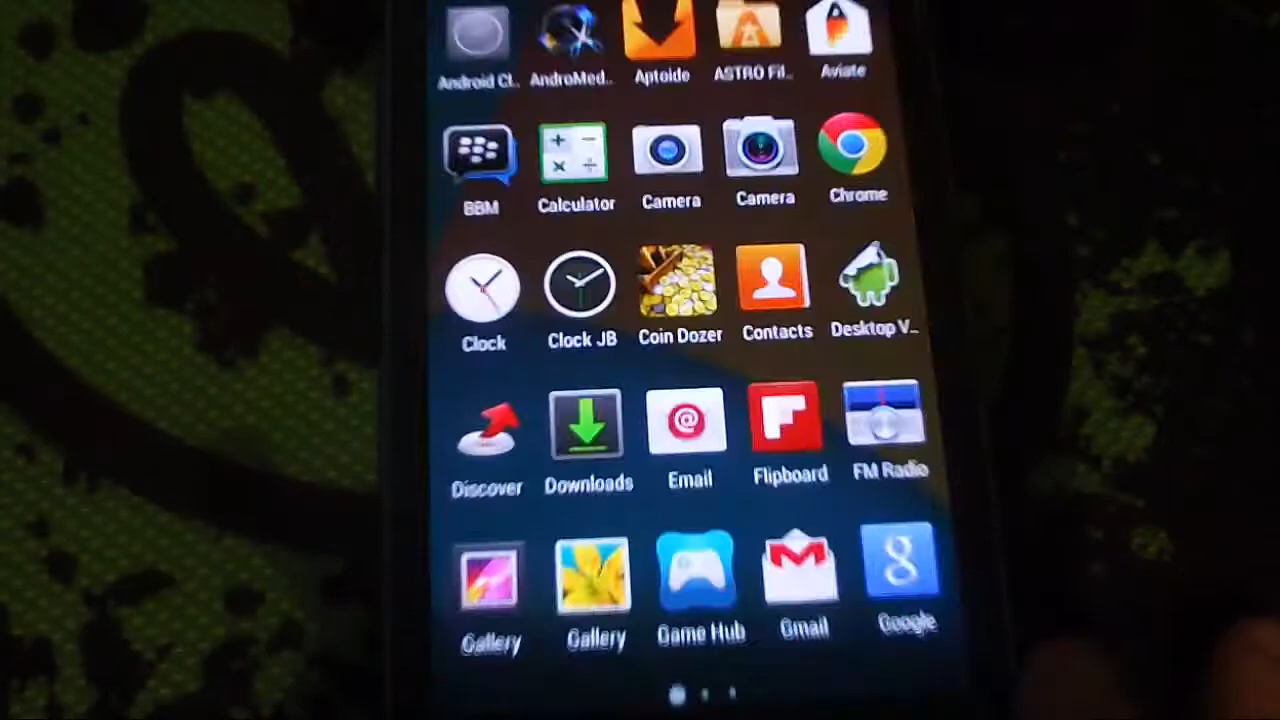 Android Cl.. AndroMed.. Aptoide ASTRO Fil.. Aviate
BBM Calculator Camera Camera Chrome
Clock Clock JB Coin Dozer Contacts Desktop V..
Discover Downloads Email Flipboard FM Radio
Gallery Gallery Game Hub Gmail Google